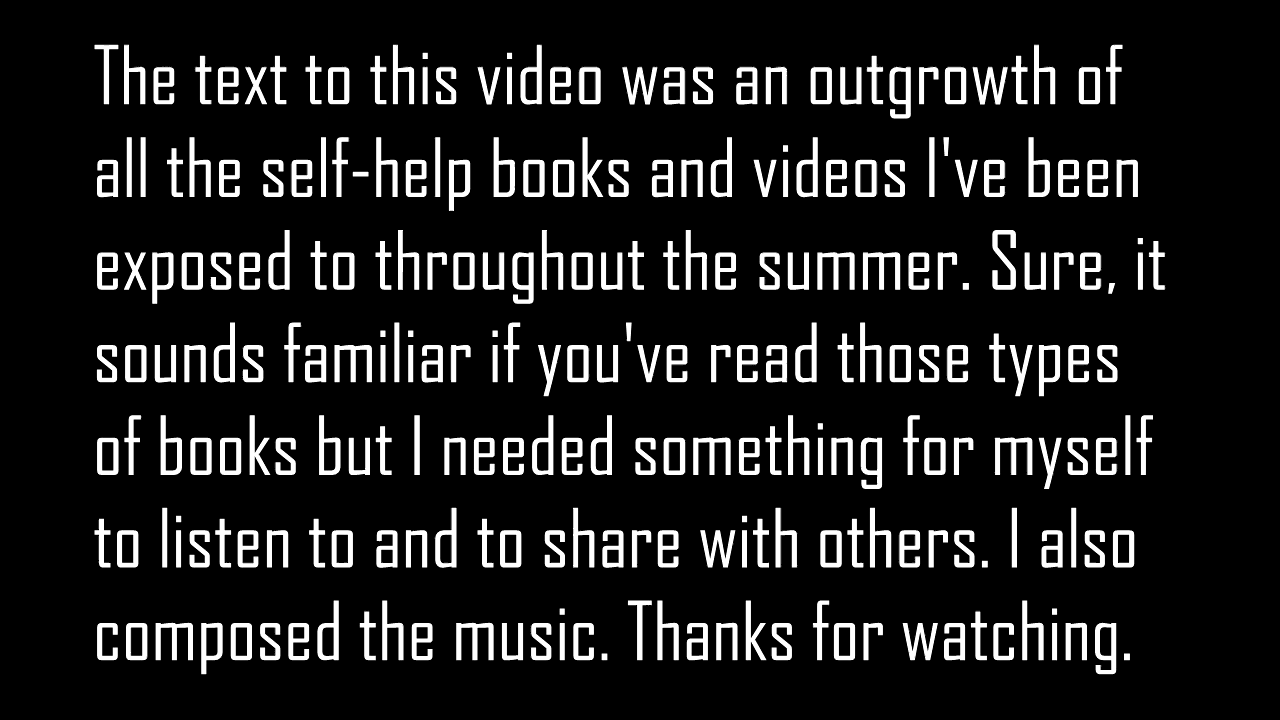 The text to this video was an outgrowth of
all the self-help books and videos I've been
exposed to throughout the summer. Sure, it
sounds familiar if you've read those types
of books but I needed something for myself
to listen to and to share with others. I also
composed the music. Thanks for watching.